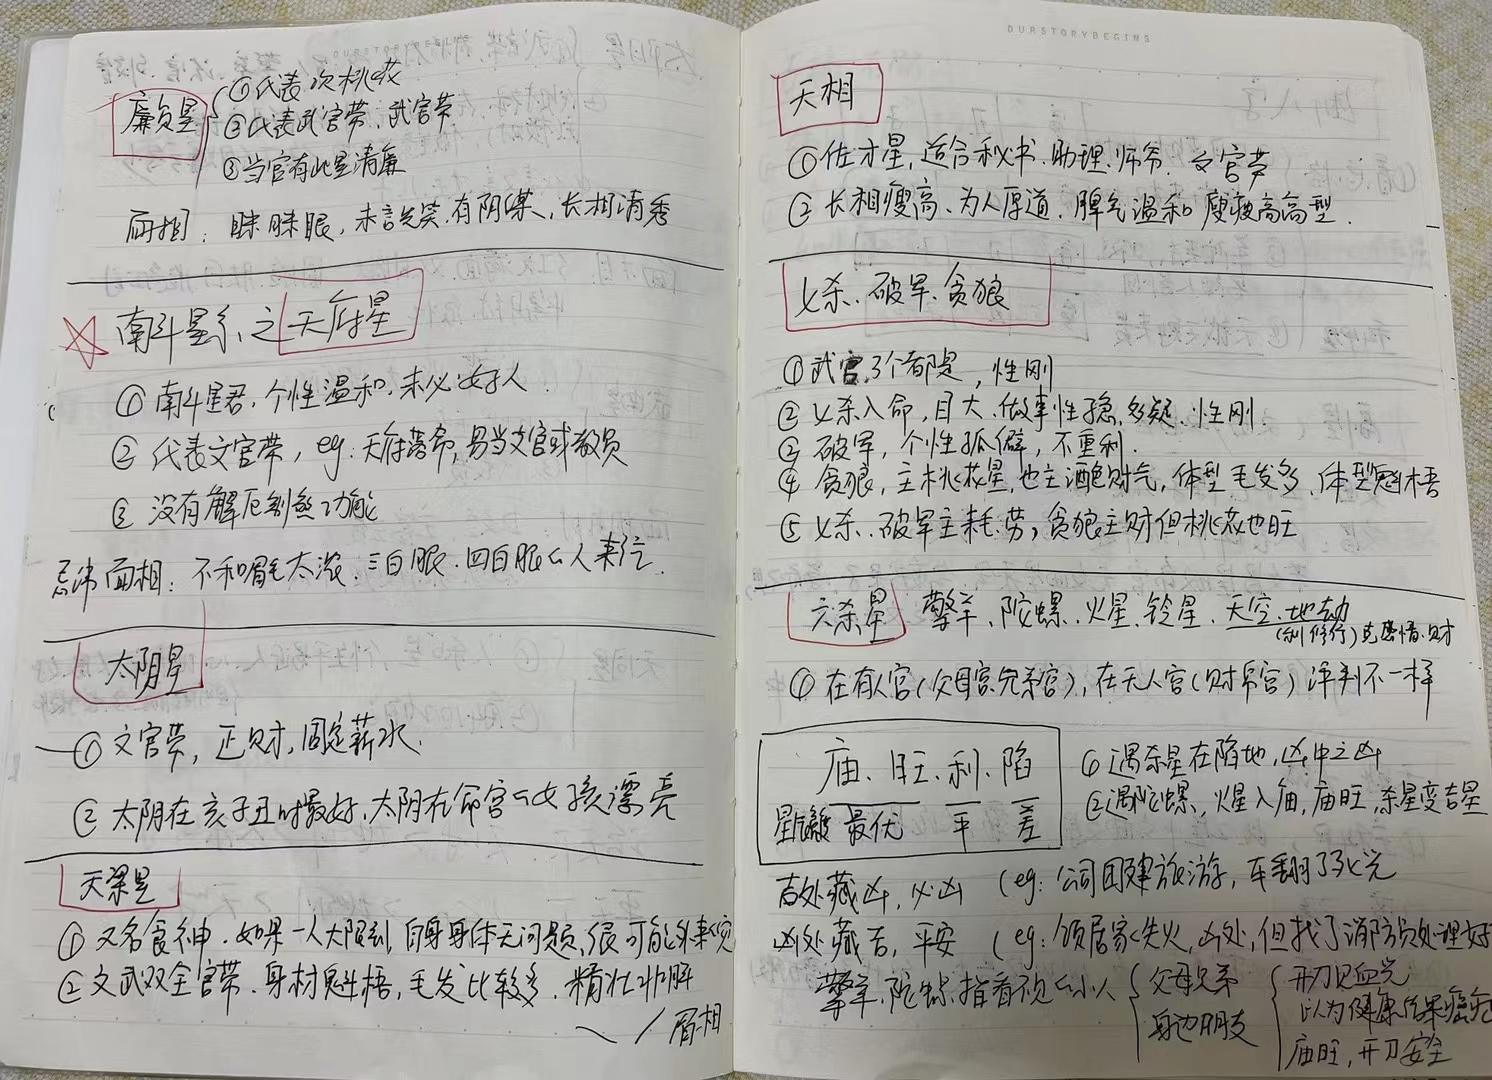 廉贞星
①代表次桃花
②代表武官带、武官带
③当官有此星清廉
面相：眯眯眼，未言先笑.有阴谋，长相清秀
南斗星系之天府星
①南斗星君，个性温和.未必好人.
②代表文官带，eg：天府落命，易当文官或教员
③没有解厄制煞功能
忌讳面相：不和眉毛太浓、三白眼、四白眼的人来往.
太阴星
①文官带，正财，固定薪水.
②太阴在亥子丑时最好，太阴在命宫的女孩漂亮
天梁星
①又名食神.如果一人大限到，自身身体无问题，很可能外来
②文武双全官带.身材魁梧，毛发比较多.精壮
眉相
OURSTORYBEGINS
天相
①佐才星，适合秘书.助理.师爷.文官带
②长相瘦高、为人厚道.脾气温和 瘦高高型.
七杀.破军.贪狼
①武官3个都是，性刚
②七杀入命，目大.做事性稳.多疑.性刚
③破军，个性孤僻，不重利.
④贪狼，主桃花星，也主酒色财气，体型毛发多、体型魁梧
⑤七杀、破军主耗.劳，贪狼主财但桃花也旺
六杀星 擎羊、陀螺、火星、铃星、天空、地劫
(利修行) 克感情.财
①在有人宫(父母宫.兄弟宫)，在无人宫(财帛宫)评判不一样
庙、旺、利、陷
最优 平 差
①遇杀星在陷地，凶中之凶
②遇陀螺、火星入庙，庙旺，杀星变吉星
吉处藏凶，必凶 (eg：公司团建旅游，车翻了
凶处藏吉，平安 (eg：邻居家失火，凶处，但找了消防员处理好
擎羊、陀螺.指看不顺的小人
父母兄弟
身边朋友
开刀见血光
以为健康结果癌症
庙旺，开刀安全